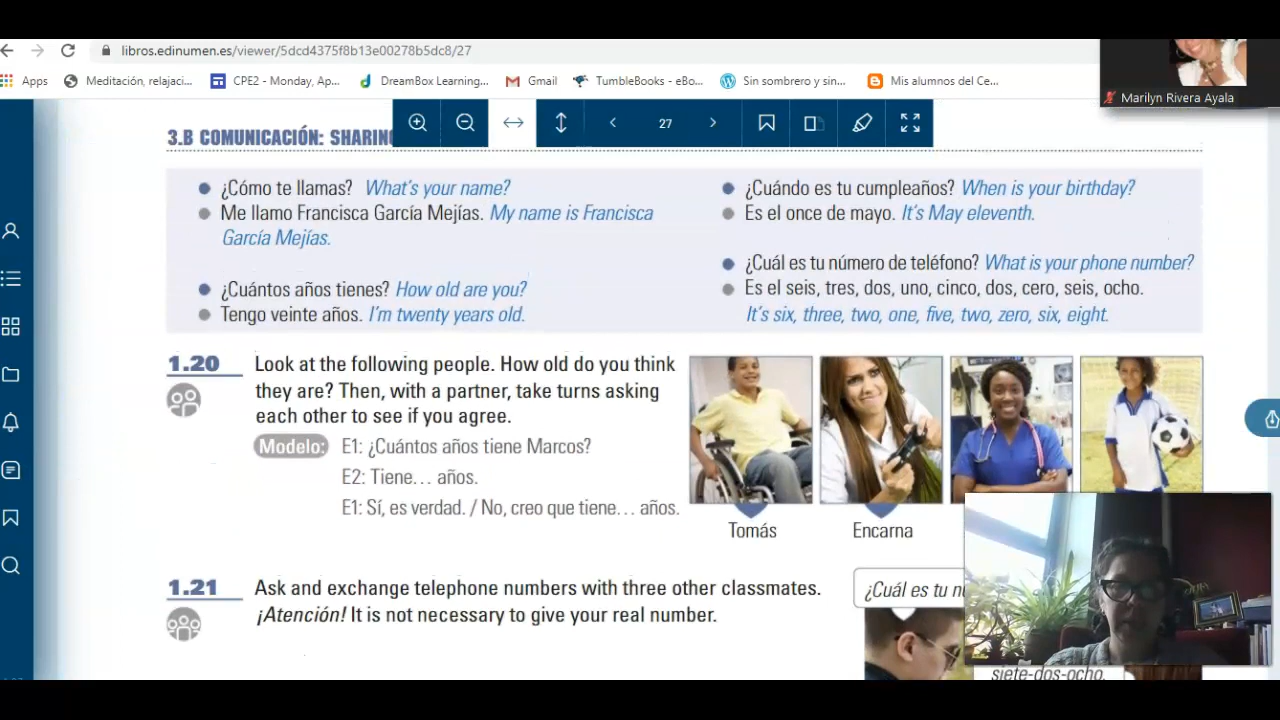 libros.edinumen.es/viewer/5dcd4375f8b13e00278b5dc8/27
Apps
Meditación, relajaci...
CPE2 - Monday, Ap...
DreamBox Learning...
Gmail
TumbleBooks - eBo...
Sin sombrero y sin...
Mis alumnos del Ce...
Marilyn Rivera Ayala
27
3.B COMUNICACIÓN: SHARING
¿Cómo te llamas? What's your name?
Me llamo Francisca García Mejías. My name is Francisca
García Mejías.
¿Cuántos años tienes? How old are you?
Tengo veinte años. I'm twenty years old.
¿Cuándo es tu cumpleaños? When is your birthday?
Es el once de mayo. It's May eleventh.
¿Cuál es tu número de teléfono? What is your phone number?
Es el seis, tres, dos, uno, cinco, dos, cero, seis, ocho.
It's six, three, two, one, five, two, zero, six, eight.
1.20 Look at the following people. How old do you think
they are? Then, with a partner, take turns asking
each other to see if you agree.
Modelo: E1: ¿Cuántos años tiene Marcos?
E2: Tiene... años.
E1: Sí, es verdad. / No, creo que tiene... años.
Tomás
Encarna
1.21 Ask and exchange telephone numbers with three other classmates.
¡Atención! It is not necessary to give your real number.
¿Cuál es tu
siete-dos-ocho.